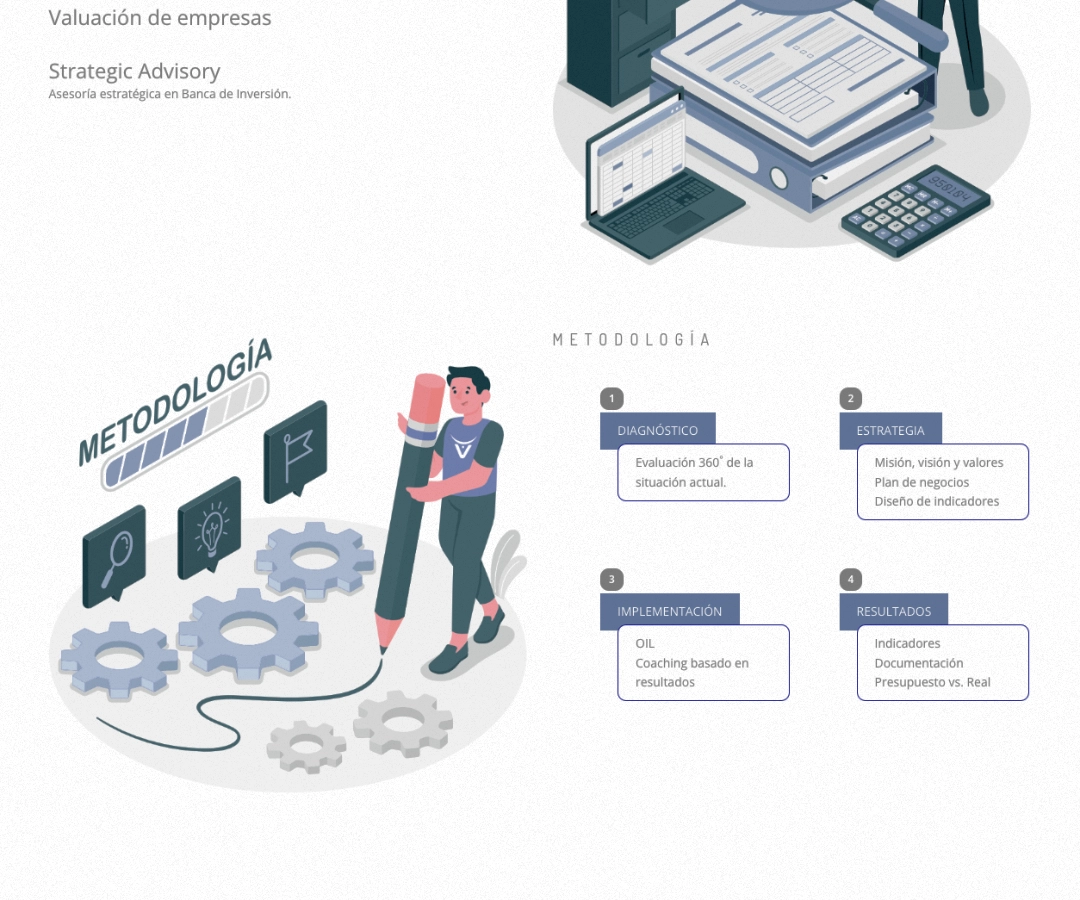 Valuación de empresas
Strategic Advisory
Asesoría estratégica en Banca de Inversión.
958184
METODOLOGÍA
METODOLOGÍA
1
DIAGNÓSTICO
Evaluación 360° de la
situación actual.
2
ESTRATEGIA
Misión, visión y valores
Plan de negocios
Diseño de indicadores
3
IMPLEMENTACIÓN
OIL
Coaching basado en
resultados
4
RESULTADOS
Indicadores
Documentación
Presupuesto vs. Real